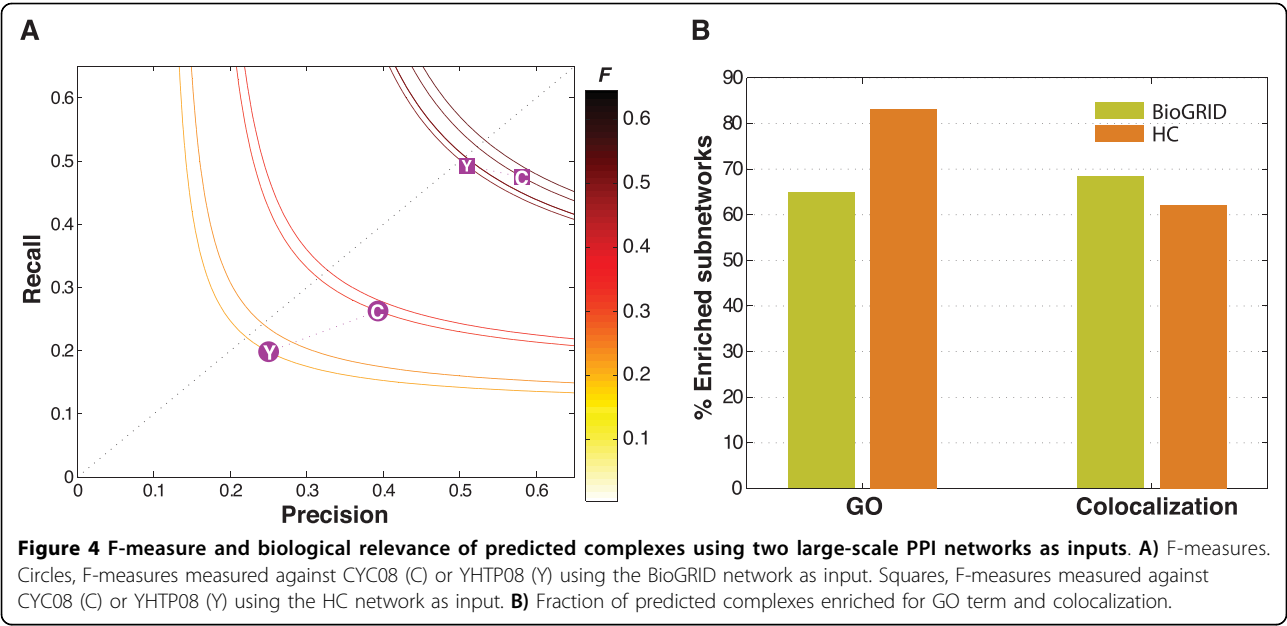 A
B
F
0.6
0.5
0.4
0.3
0.2
0.1
0
0
0.1
0.2
0.3
0.4
0.5
0.6
Recall
Precision
Y
C
C
Y
0.6
0.5
0.4
0.3
0.2
0.1
90
80
70
60
50
40
30
20
10
0
% Enriched subnetworks
BioGRID
HC
GO
Colocalization
Figure 4 F-measure and biological relevance of predicted complexes using two large-scale PPI networks as inputs. A) F-measures.
Circles, F-measures measured against CYC08 (C) or YHTP08 (Y) using the BioGRID network as input. Squares, F-measures measured against
CYC08 (C) or YHTP08 (Y) using the HC network as input. B) Fraction of predicted complexes enriched for GO term and colocalization.